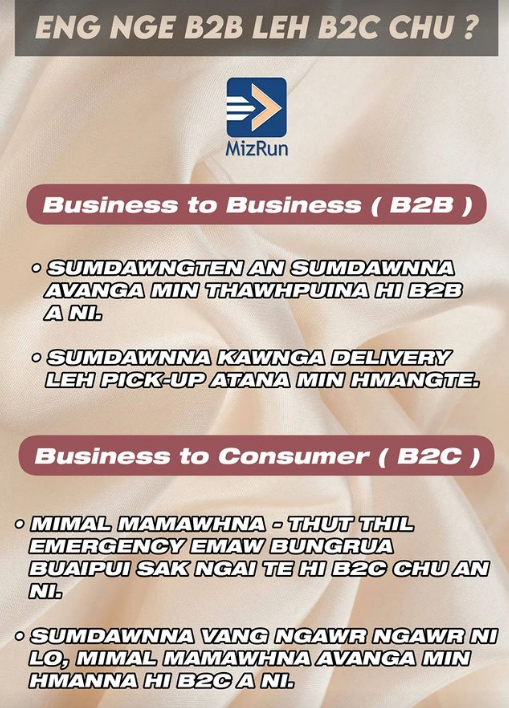 ENG NGE B2B LEH B2C CHU ?
MizRun
Business to Business ( B2B )
• SUMDAWNGTEN AN SUMDAWNNA
AVANGA MIN THAWHPUINA HI B2B
A NI.
• SUMDAWNNA KAWNGA DELIVERY
LEH PICK-UP ATANA MIN HMANGTE.
Business to Consumer ( B2C )
• MIMAL MAMAWHNA - THUT THIL
EMERGENCY EMAW BUNGRUA
BUAIPUI SAK NGAI TE HI B2C CHU AN
NI.
• SUMDAWNNA VANG NGAWR NGAWR NI
LO, MIMAL MAMAWHNA AVANGA MIN
HMANNA HI B2C A NI.